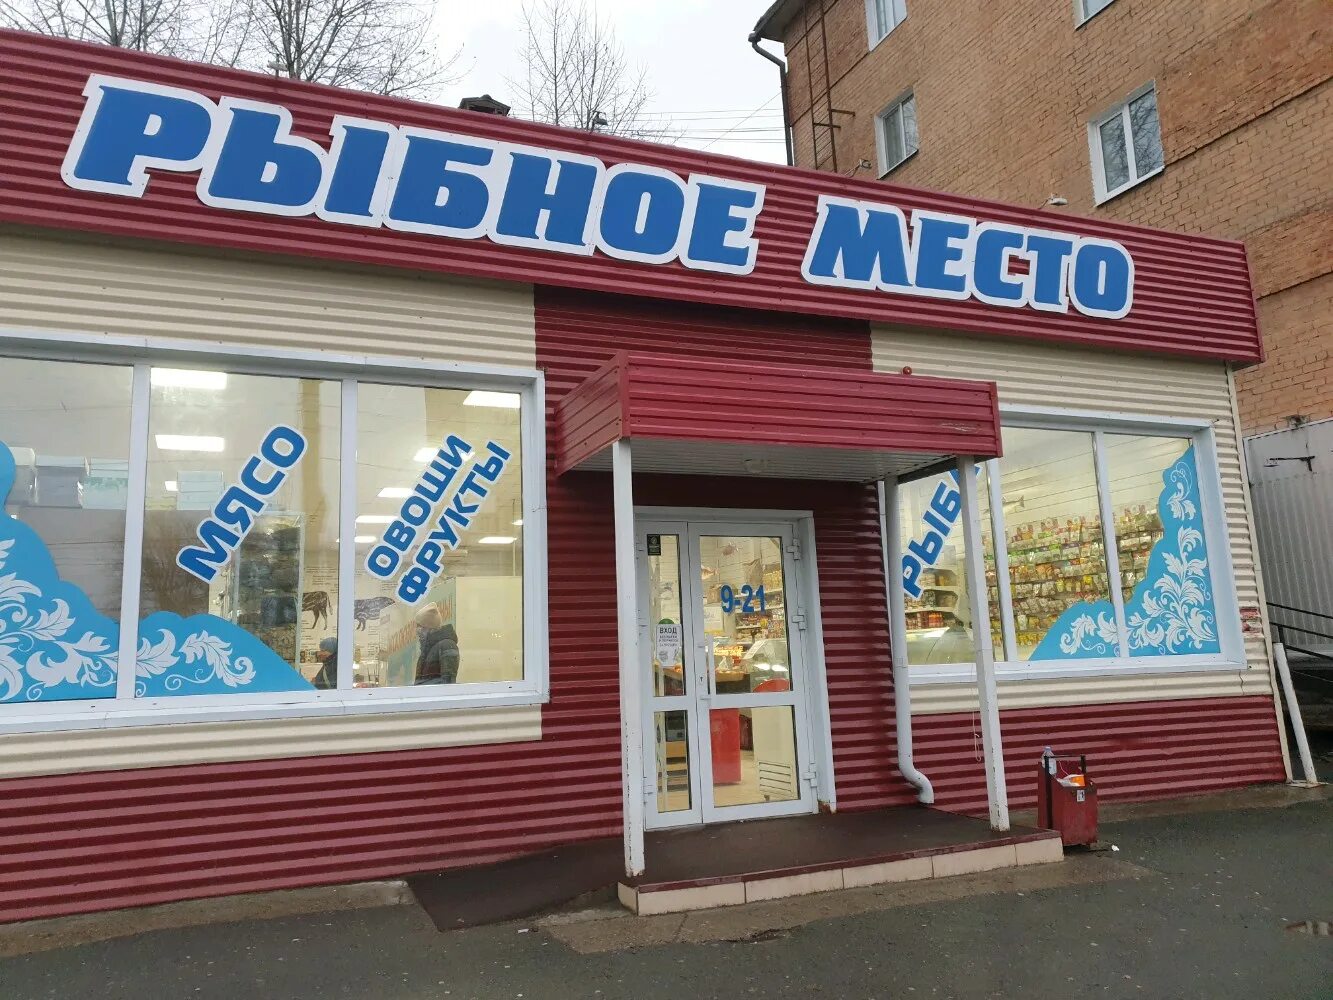 РЫБНОЕ МЕСТО
МЯСО
ОВОЩИ
ФРУКТЫ
9-21
ВХОД
РЫБ